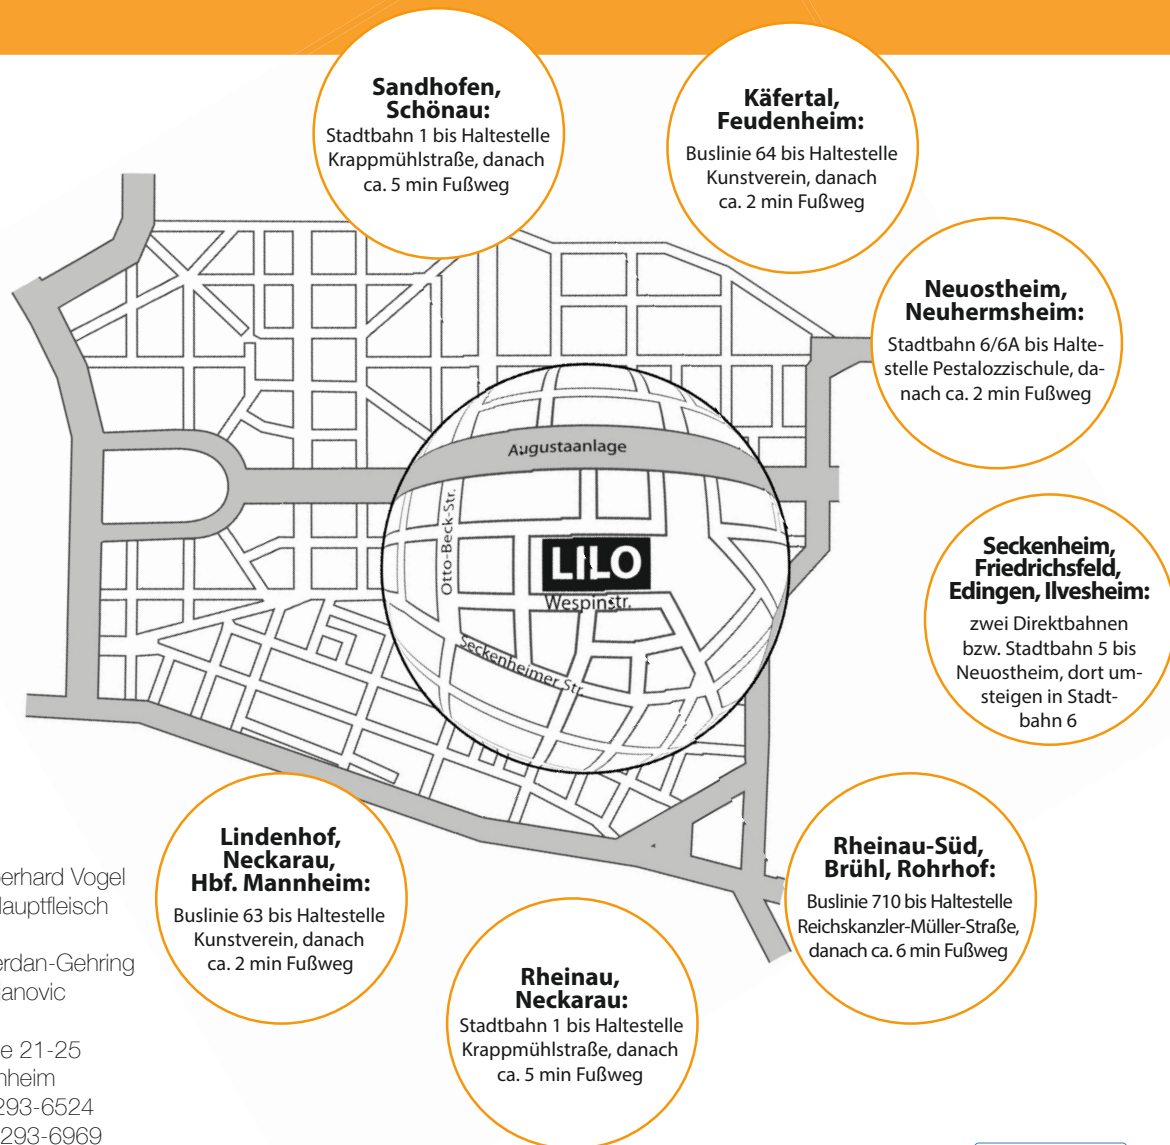 Sandhofen,
Schönau:
Stadtbahn 1 bis Haltestelle
Krappmühlstraße, danach
ca. 5 min Fußweg
Käfertal,
Feudenheim:
Buslinie 64 bis Haltestelle
Kunstverein, danach
ca. 2 min Fußweg
Neuostheim,
Neuhermsheim:
Stadtbahn 6/6A bis Halte-
stelle Pestalozzischule, da-
nach ca. 2 min Fußweg
Augustaanlage
Otto-Beck-Str.
LILO
Wespinstr.
Seckenheimer Str.
Seckenheim,
Friedrichsfeld,
Edingen, Ilvesheim:
zwei Direktbahnen
bzw. Stadtbahn 5 bis
Neuostheim, dort um-
steigen in Stadt-
bahn 6
Lindenhof,
Neckarau,
Hbf. Mannheim:
Buslinie 63 bis Haltestelle
Kunstverein, danach
ca. 2 min Fußweg
Rheinau-Süd,
Brühl, Rohrhof:
Buslinie 710 bis Haltestelle
Reichskanzler-Müller-Straße,
danach ca. 6 min Fußweg
Rheinau,
Neckarau:
Stadtbahn 1 bis Haltestelle
Krappmühlstraße, danach
ca. 5 min Fußweg
erhard Vogel
auptfleisch
erdan-Gehring
janovic
e 21-25
nheim
293-6524
293-6969